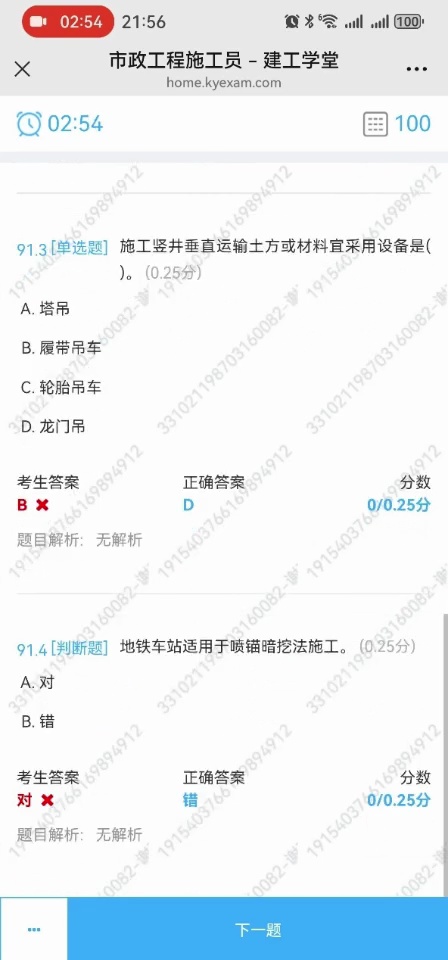 02:54 21:56 100
市政工程施工员 – 建工学堂
home.kyexam.com
02:54 100
91.3 [单选题] 施工竖井垂直运输土方或材料宜采用设备是(
)。 (0.25分)
A. 塔吊
B. 履带吊车
C. 轮胎吊车
D. 龙门吊
考生答案 正确答案 分数
B ✖ D 0/0.25分
题目解析: 无解析
91.4 [判断题] 地铁车站适用于喷锚暗挖法施工。 (0.25分)
A. 对
B. 错
考生答案 正确答案 分数
对 ✖ 错 0/0.25分
题目解析: 无解析
下一题